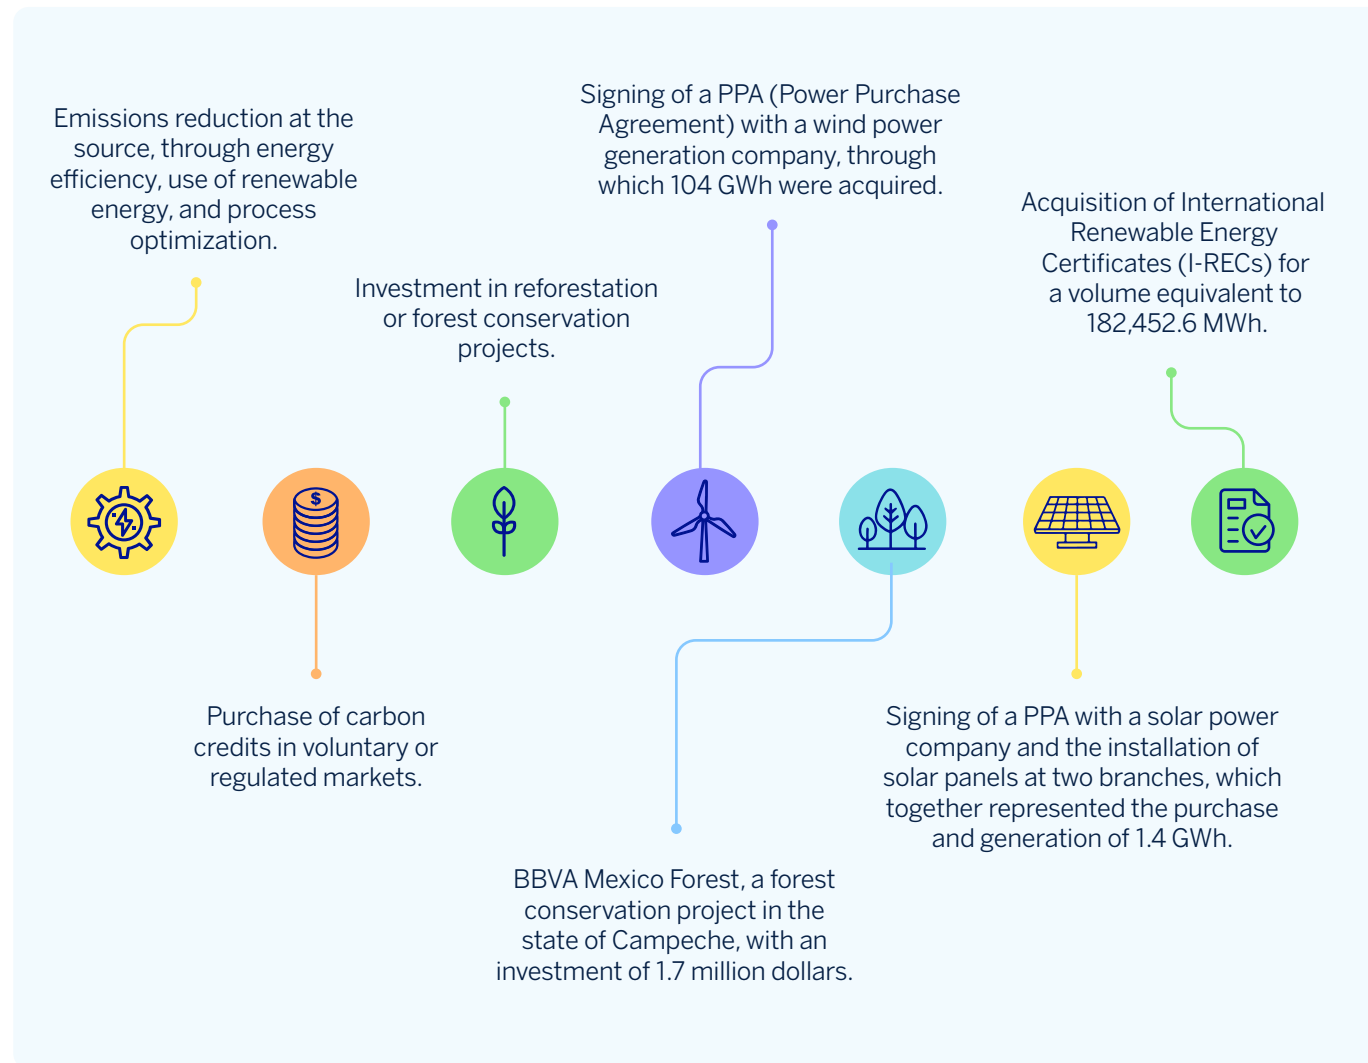 Emissions reduction at the
source, through energy
efficiency, use of renewable
energy, and process
optimization.
$
Purchase of carbon
credits in voluntary or
regulated markets.
Investment in reforestation
or forest conservation
projects.
Signing of a PPA (Power Purchase
Agreement) with a wind power
generation company, through
which 104 GWh were acquired.
BBVA Mexico Forest, a forest
conservation project in the
state of Campeche, with an
investment of 1.7 million dollars.
Signing of a PPA with a solar power
company and the installation of
solar panels at two branches, which
together represented the purchase
and generation of 1.4 GWh.
Acquisition of International
Renewable Energy
Certificates (I-RECs) for
a volume equivalent to
182,452.6 MWh.